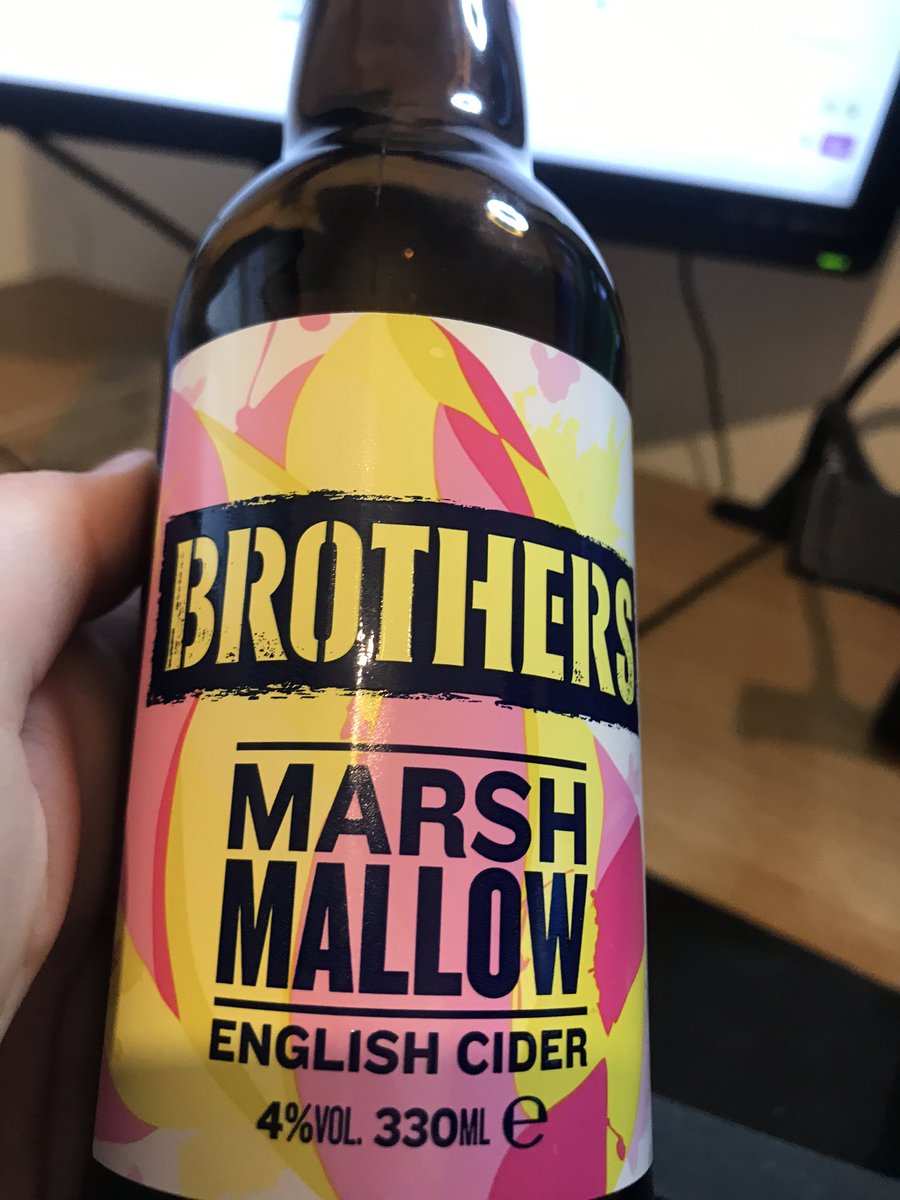 BROTHERS
MARSH
MALLOW
ENGLISH CIDER
4%VOL. 330ML e